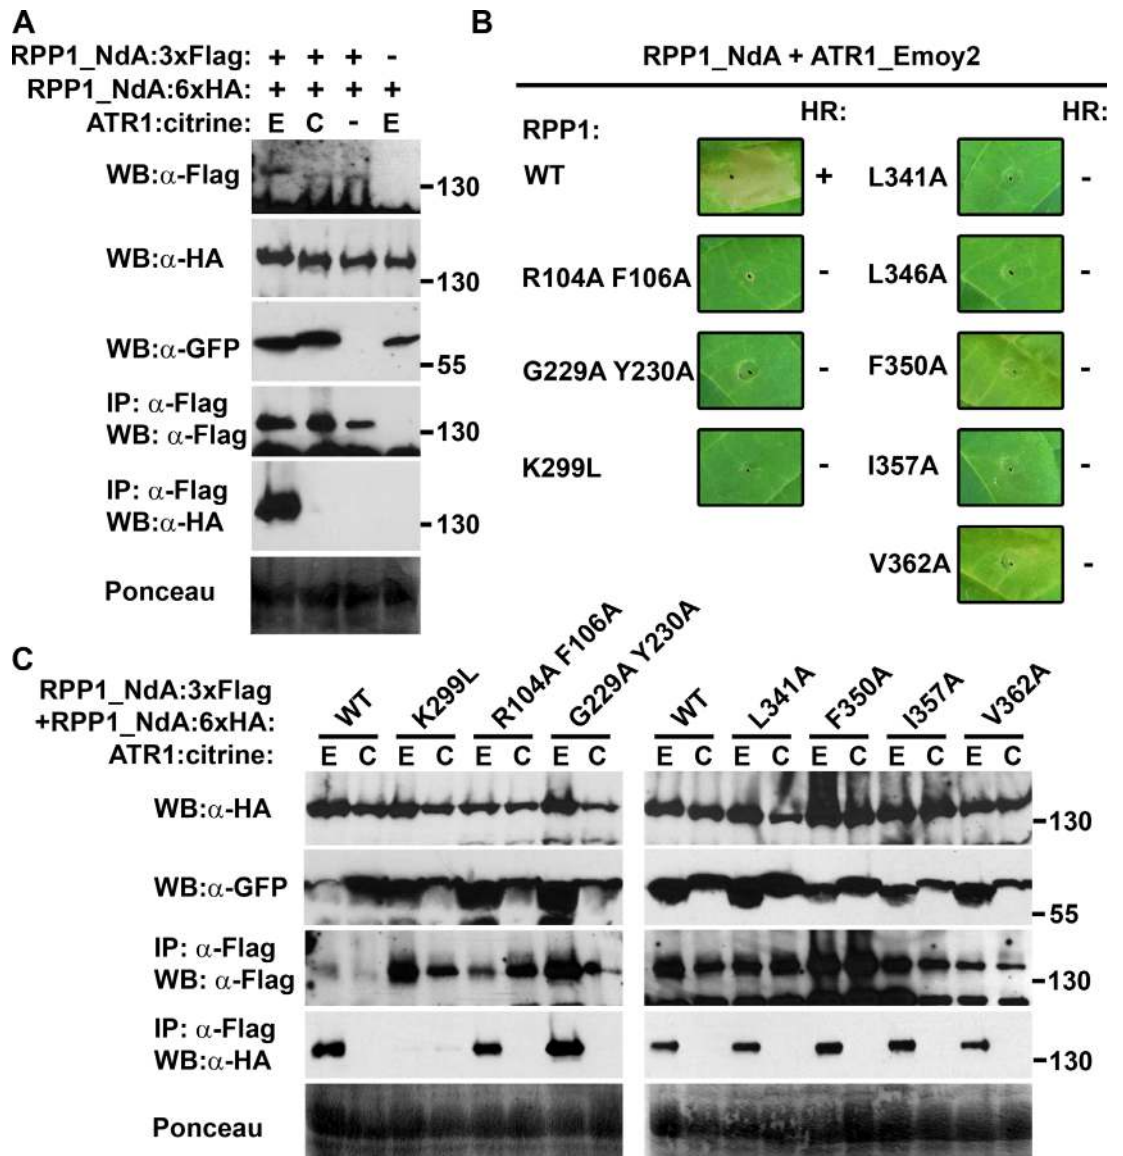 A
RPP1_NdA:3xFlag: + + + -
RPP1_NdA:6xHA: + + + +
ATR1:citrine: E C - E
WB:α-Flag
130
WB:α-HA
130
WB:α-GFP
55
IP: α-Flag
WB: α-Flag
130
IP: α-Flag
WB:α-HA
130
Ponceau
B
RPP1_NdA + ATR1_Emoy2
HR: HR:
RPP1:
WT + L341A -
R104A F106A - L346A -
G229A Y230A - F350A -
K299L - I357A -
V362A -
C
RPP1_NdA:3xFlag
+RPP1_NdA:6xHA: WT K299L R104A F106A G229A Y230A WT L341A F350A I357A V362A
ATR1:citrine: E C E C E C E C E C E C E C E C E C
WB:α-HA
130
WB:α-GFP
55
IP: α-Flag
WB: α-Flag
130
IP: α-Flag
WB:α-HA
130
Ponceau